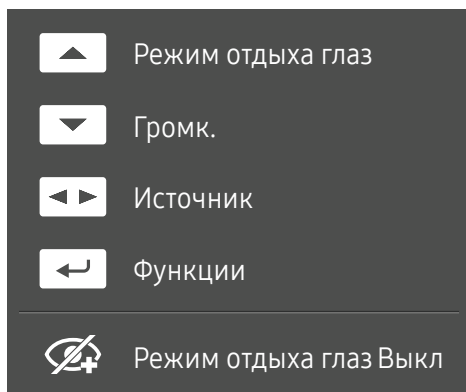 Режим отдыха глаз
Громк.
Источник
Функции
Режим отдыха глаз Выкл